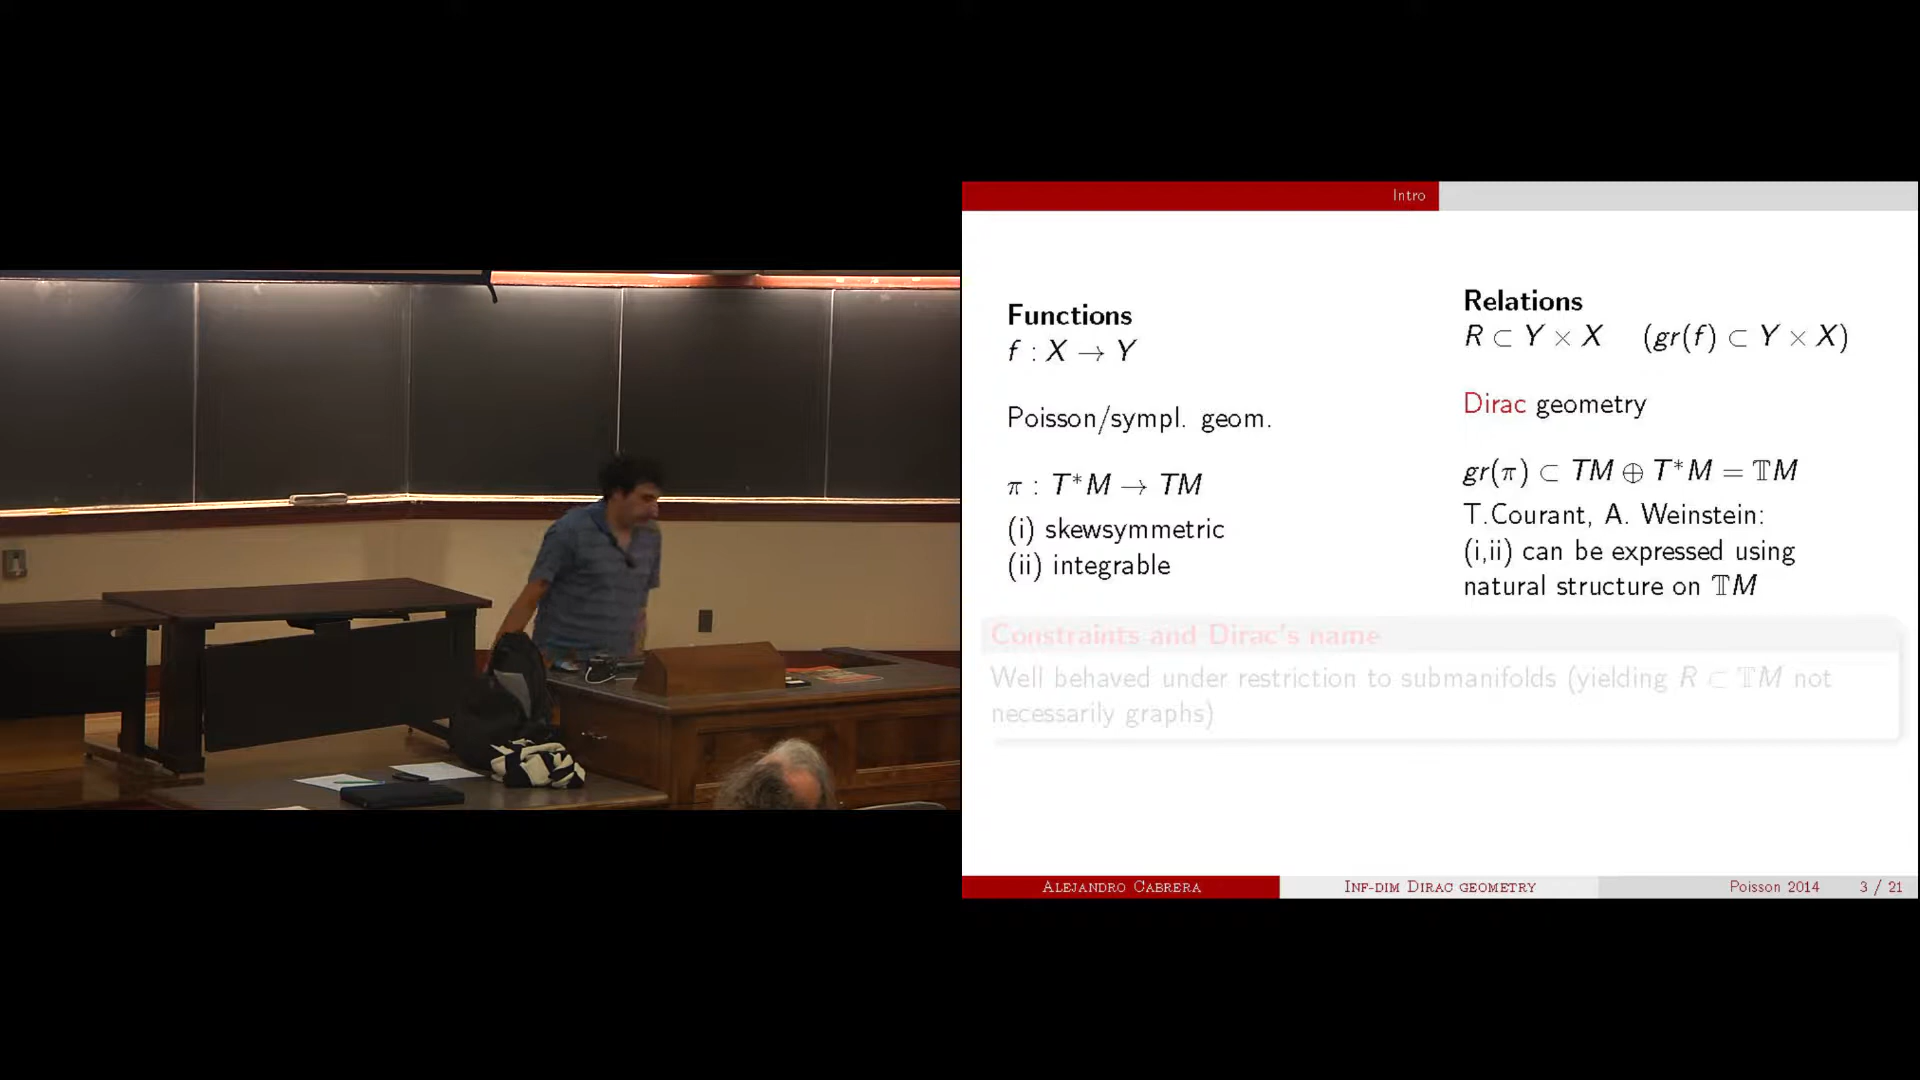 Intro
Functions
f : X → Y
Poisson/sympl. geom.
π : T*M → TM
(i) skewsymmetric
(ii) integrable
Relations
R ⊂ Y × X (gr(f) ⊂ Y × X)
Dirac geometry
gr(π) ⊂ TM ⊕ T*M = 𝕋M
T.Courant, A. Weinstein:
(i,ii) can be expressed using
natural structure on 𝕋M
Constraints and Dirac's name
Well behaved under restriction to submanifolds (yielding R ⊂ 𝕋M not
necessarily graphs)
Alejandro Cabrera Inf-dim Dirac geometry Poisson 2014 3 / 21